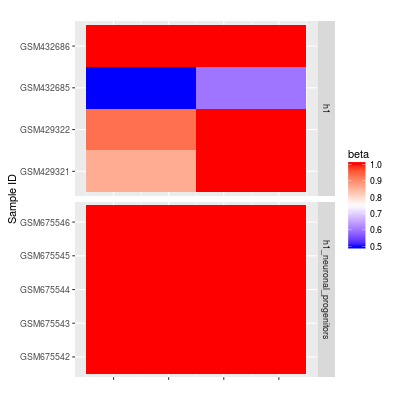 GSM432686
GSM432685
GSM429322
GSM429321
h1
GSM675546
GSM675545
GSM675544
GSM675543
GSM675542
h1_neuronal_progenitors
Sample ID
beta
1.0
0.9
0.8
0.7
0.6
0.5